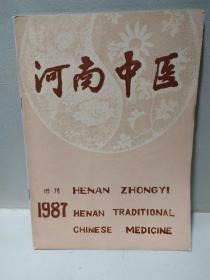 河南中医
增刊
HENAN ZHONGYI
1987
HENAN TRADITIONAL
CHINESE MEDICINE